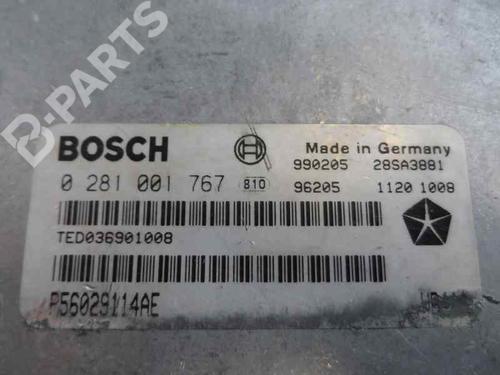 B-PARTS
BOSCH
Made in Germany
990205 28SA3881
0 281 001 767 810
96205 1120 1008
TED036901008
P56029114AE